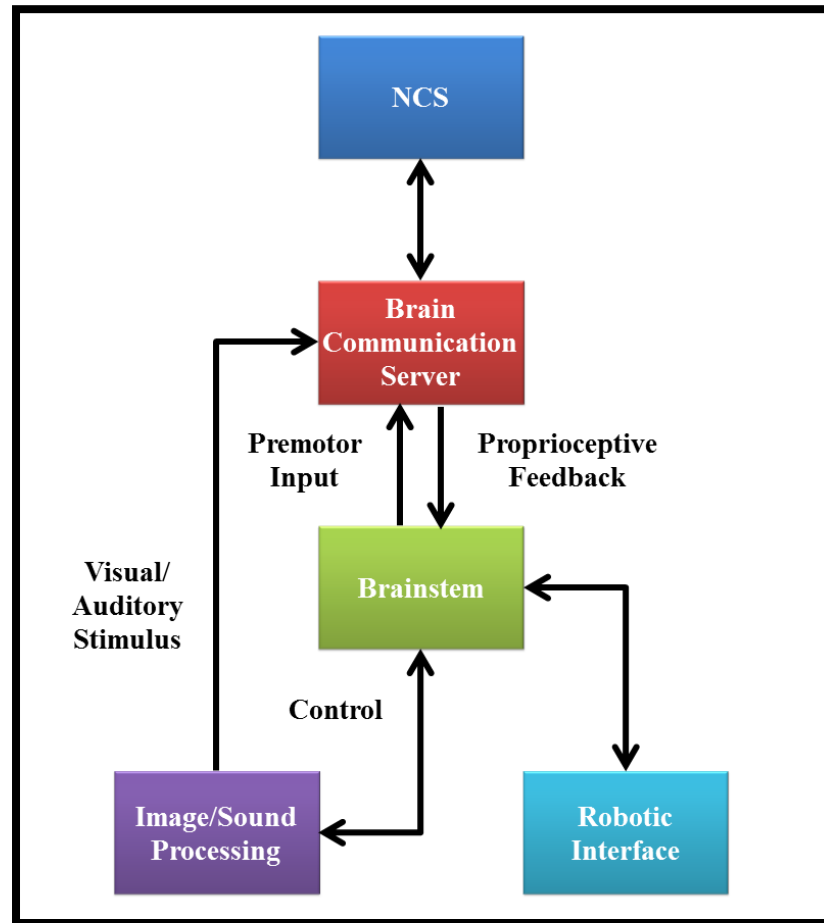 NCS
Brain
Communication
Server
Premotor
Input
Proprioceptive
Feedback
Visual/
Auditory
Stimulus
Brainstem
Control
Image/Sound
Processing
Robotic
Interface